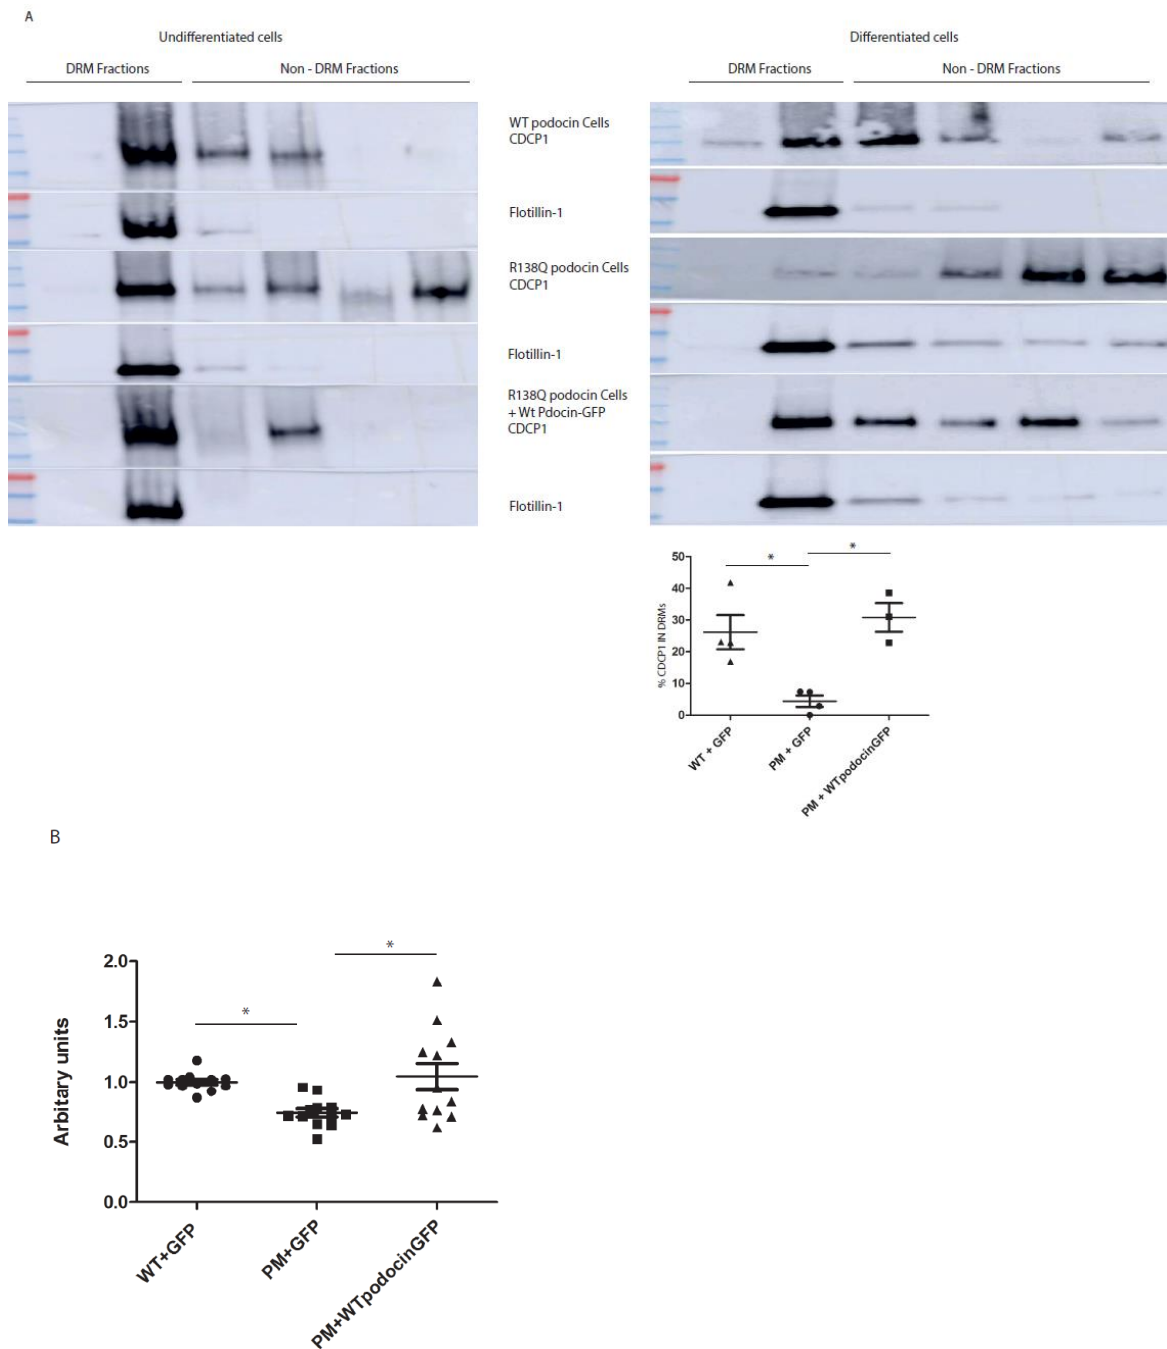 A
Undifferentiated cells
Differentiated cells
DRM Fractions
Non - DRM Fractions
DRM Fractions
Non - DRM Fractions
WT podocin Cells
CDCP1
Flotillin-1
R138Q podocin Cells
CDCP1
Flotillin-1
R138Q podocin Cells
+ Wt Pdocin-GFP
CDCP1
Flotillin-1
% CDCP1 IN DRMs
50
40
30
20
10
0
*
*
WT + GFP
PM + GFP
PM + WTpodocinGFP
B
Arbitary units
2.0
1.5
1.0
0.5
0.0
*
*
WT+GFP
PM+GFP
PM+WTpodocinGFP